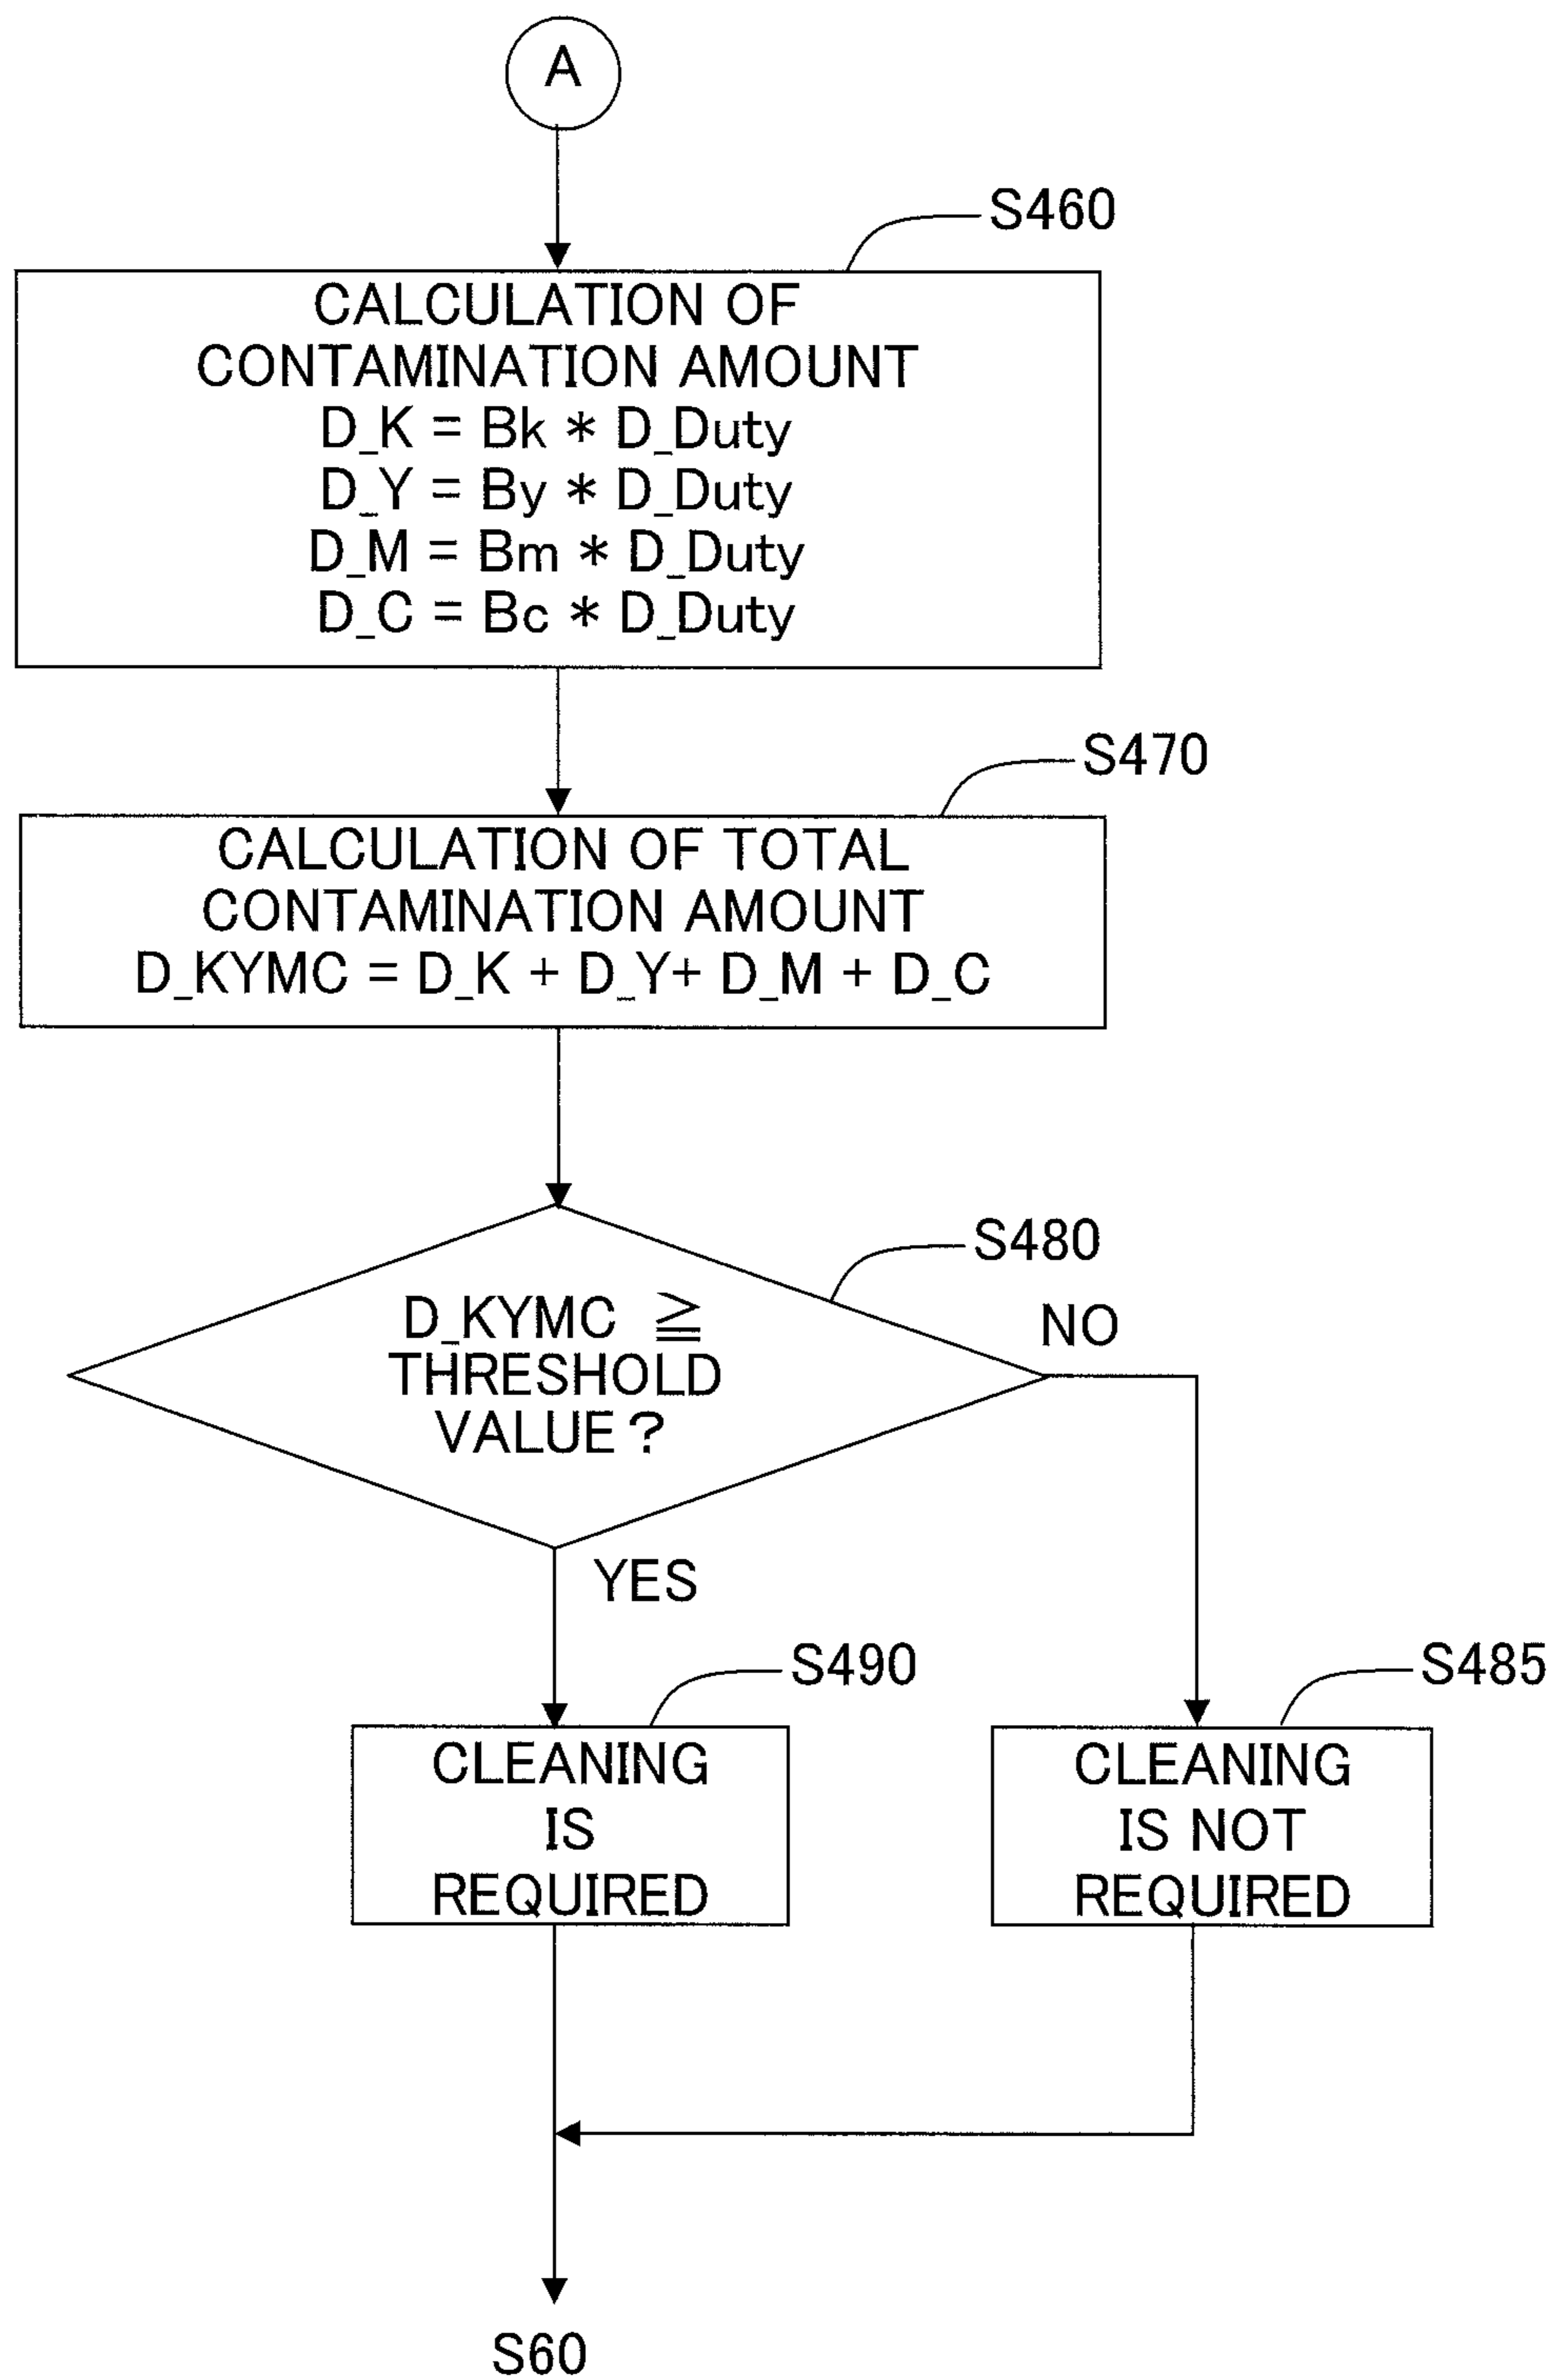 A
S460
CALCULATION OF
CONTAMINATION AMOUNT
D_K = Bk * D_Duty
D_Y = By * D_Duty
D_M = Bm * D_Duty
D_C = Bc * D_Duty
S470
CALCULATION OF TOTAL
CONTAMINATION AMOUNT
D_KYMC = D_K + D_Y+ D_M + D_C
S480
D_KYMC ≧
THRESHOLD
VALUE?
NO
YES
S490
CLEANING
IS
REQUIRED
S485
CLEANING
IS NOT
REQUIRED
S60